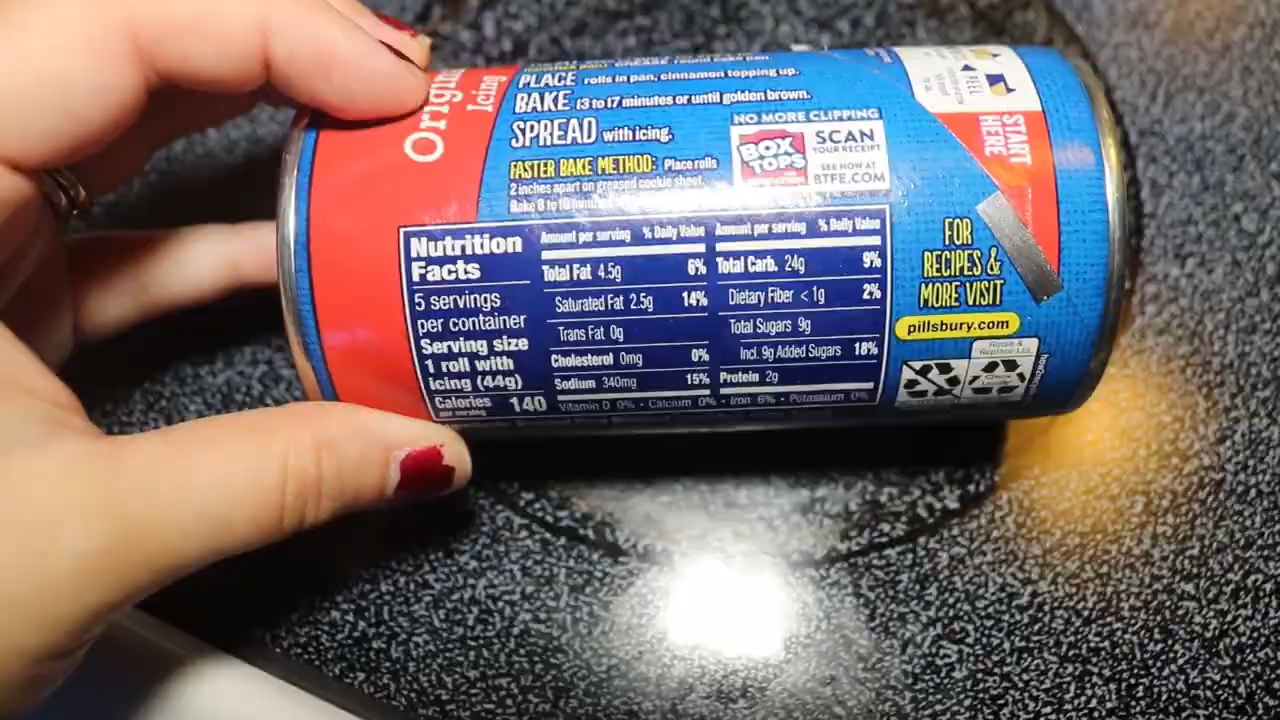 Original
Icing
PLACE rolls in pan, cinnamon topping up.
BAKE 13 to 17 minutes or until golden brown.
SPREAD with icing.
FASTER BAKE METHOD: Place rolls
2 inches apart on greased cookie sheet.
Bake 8 to 10
NO MORE CLIPPING
BOX
TOPS
SCAN
YOUR RECEIPT
SEE HOW AT
BTFE.COM
PEEL
START
HERE
FOR
RECIPES &
MORE VISIT
pillsbury.com
Nutrition
Facts
5 servings
per container
Serving size
1 roll with
icing (44g)
Calories
per serving
140
Amount per serving % Daily Value
Total Fat 4.5g 6%
Saturated Fat 2.5g 14%
Trans Fat 0g
Cholesterol 0mg 0%
Sodium 340mg 15%
Amount per serving % Daily Value
Total Carb. 24g 9%
Dietary Fiber <1g 2%
Total Sugars 9g
Incl. 9g Added Sugars 18%
Protein 2g
Vitamin D 0% • Calcium 0% • Iron 6% • Potassium 0%